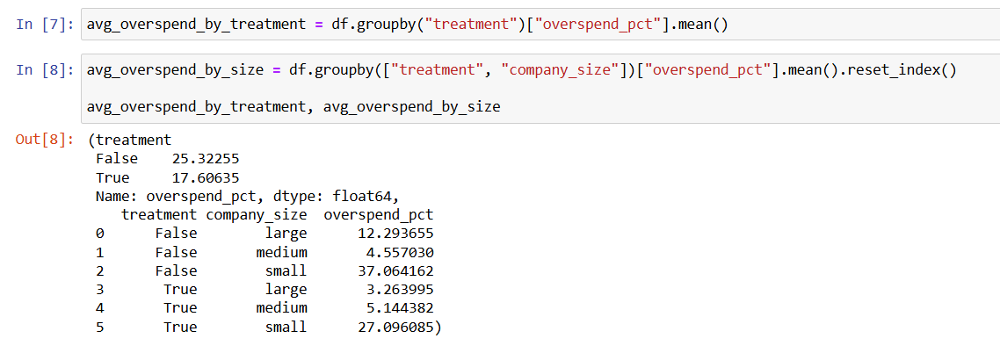 In [7]: avg_overspend_by_treatment = df.groupby("treatment")["overspend_pct"].mean()
In [8]: avg_overspend_by_size = df.groupby(["treatment", "company_size"])["overspend_pct"].mean().reset_index()
avg_overspend_by_treatment, avg_overspend_by_size
Out[8]: (treatment
False    25.32255
True     17.60635
Name: overspend_pct, dtype: float64,
treatment company_size  overspend_pct
0      False        large      12.293655
1      False       medium       4.557030
2      False        small      37.064162
3       True        large       3.263995
4       True       medium       5.144382
5       True        small      27.096085)